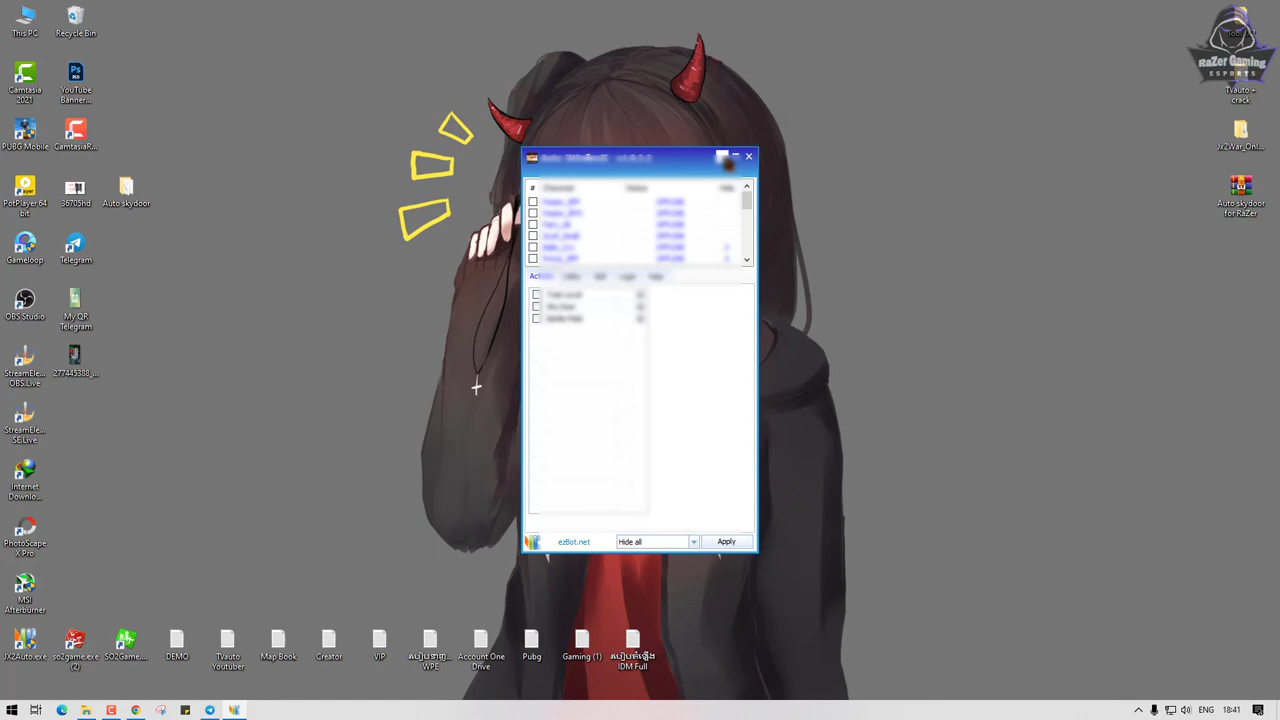 This PC
Recycle Bin
Camtasia
2021
YouTube
Banner...
PUBG Mobile
CamtasiaR...
PotPlayer 64
bit
36705hd
Auto skydoor
Gameloop
Telegram
OBS Studio
My QR
Telegram
StreamEle...
OBS.Live
277445388_...
StreamEle...
SE.Live
Internet
Downlo...
PhotoScape
X Pro
MSI
Afterburner
JX2Auto.exe
so2game.exe
(2)
SO2Game....
DEMO
TVauto
Youtuber
Map Book
Creator
VIP
WPE
Account One
Drive
Pubg
Gaming (1)
IDM Full
RaZer Gaming
ESPORTS
TVauto +
crack
Jx2War_Onl...
Auto skydoor
for RaZer
#
ezBot.net
Hide all
Apply
ENG
18:41